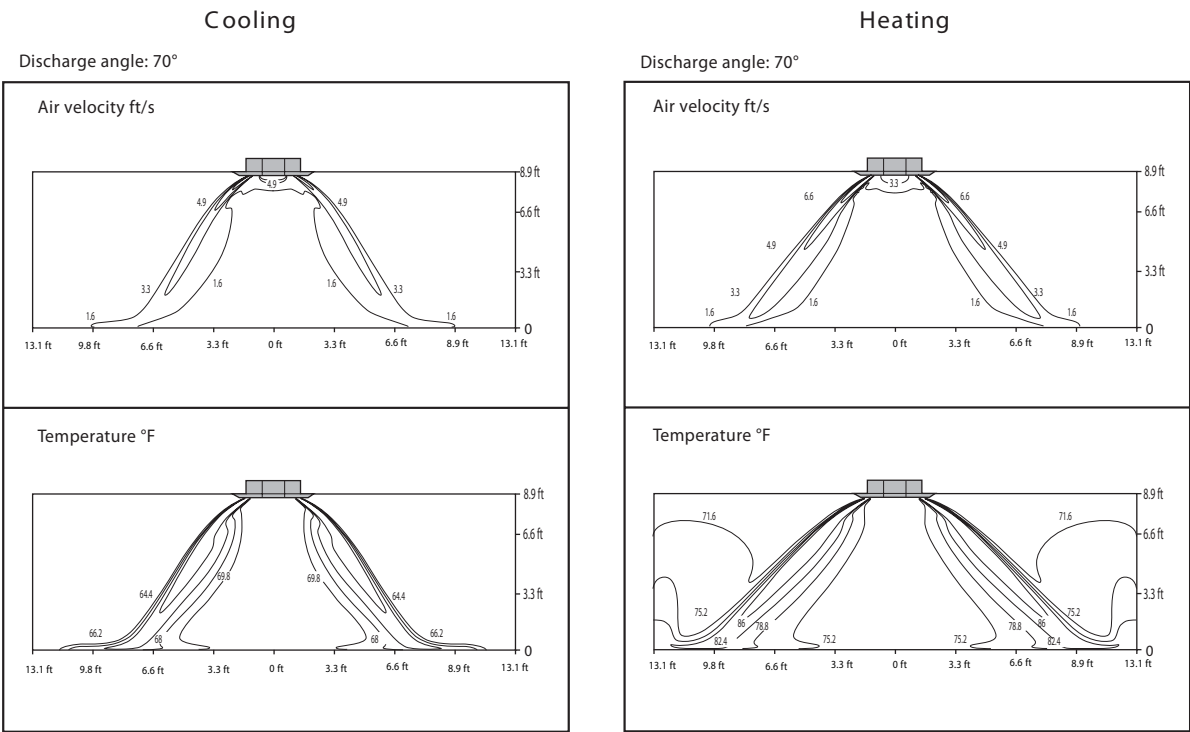 Cooling
Discharge angle: 70°
Air velocity ft/s
4.9
4.9
4.9
3.3
1.6
1.6
3.3
1.6
1.6
8.9 ft
6.6 ft
3.3 ft
0
13.1 ft
9.8 ft
6.6 ft
3.3 ft
0 ft
3.3 ft
6.6 ft
8.9 ft
13.1 ft
Temperature °F
64.4
69.8
69.8
64.4
66.2
68
68
66.2
8.9 ft
6.6 ft
3.3 ft
0
13.1 ft
9.8 ft
6.6 ft
3.3 ft
0 ft
3.3 ft
6.6 ft
8.9 ft
13.1 ft
Heating
Discharge angle: 70°
Air velocity ft/s
3.3
6.6
6.6
4.9
4.9
3.3
3.3
1.6
1.6
1.6
1.6
8.9 ft
6.6 ft
3.3 ft
0
13.1 ft
9.8 ft
6.6 ft
3.3 ft
0 ft
3.3 ft
6.6 ft
8.9 ft
13.1 ft
Temperature °F
71.6
71.6
75.2
75.2
86
78.8
78.8
86
82.4
75.2
75.2
82.4
8.9 ft
6.6 ft
3.3 ft
0
13.1 ft
9.8 ft
6.6 ft
3.3 ft
0 ft
3.3 ft
6.6 ft
8.9 ft
13.1 ft